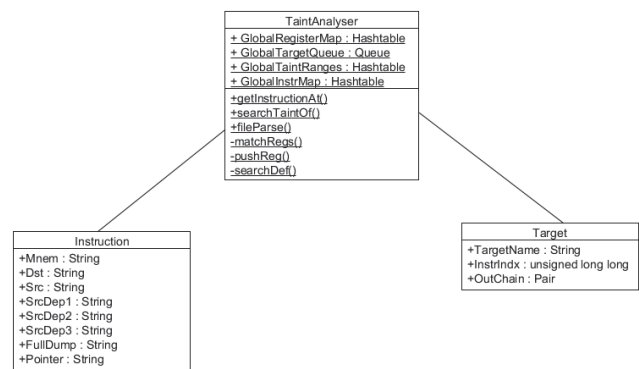 TaintAnalyser
+ GlobalRegisterMap : Hashtable
+ GlobalTargetQueue : Queue
+ GlobalTaintRanges : Hashtable
+ GlobalInstrMap : Hashtable
+getInstructionAt()
+searchTaintOf()
+fileParse()
-matchRegs()
-pushReg()
-searchDef()
Instruction
+Mnem : String
+Dst : String
+Src : String
+SrcDep1 : String
+SrcDep2 : String
+SrcDep3 : String
+FullDump : String
+Pointer : String
Target
+TargetName : String
+InstrIndx : unsigned long long
+OutChain : Pair